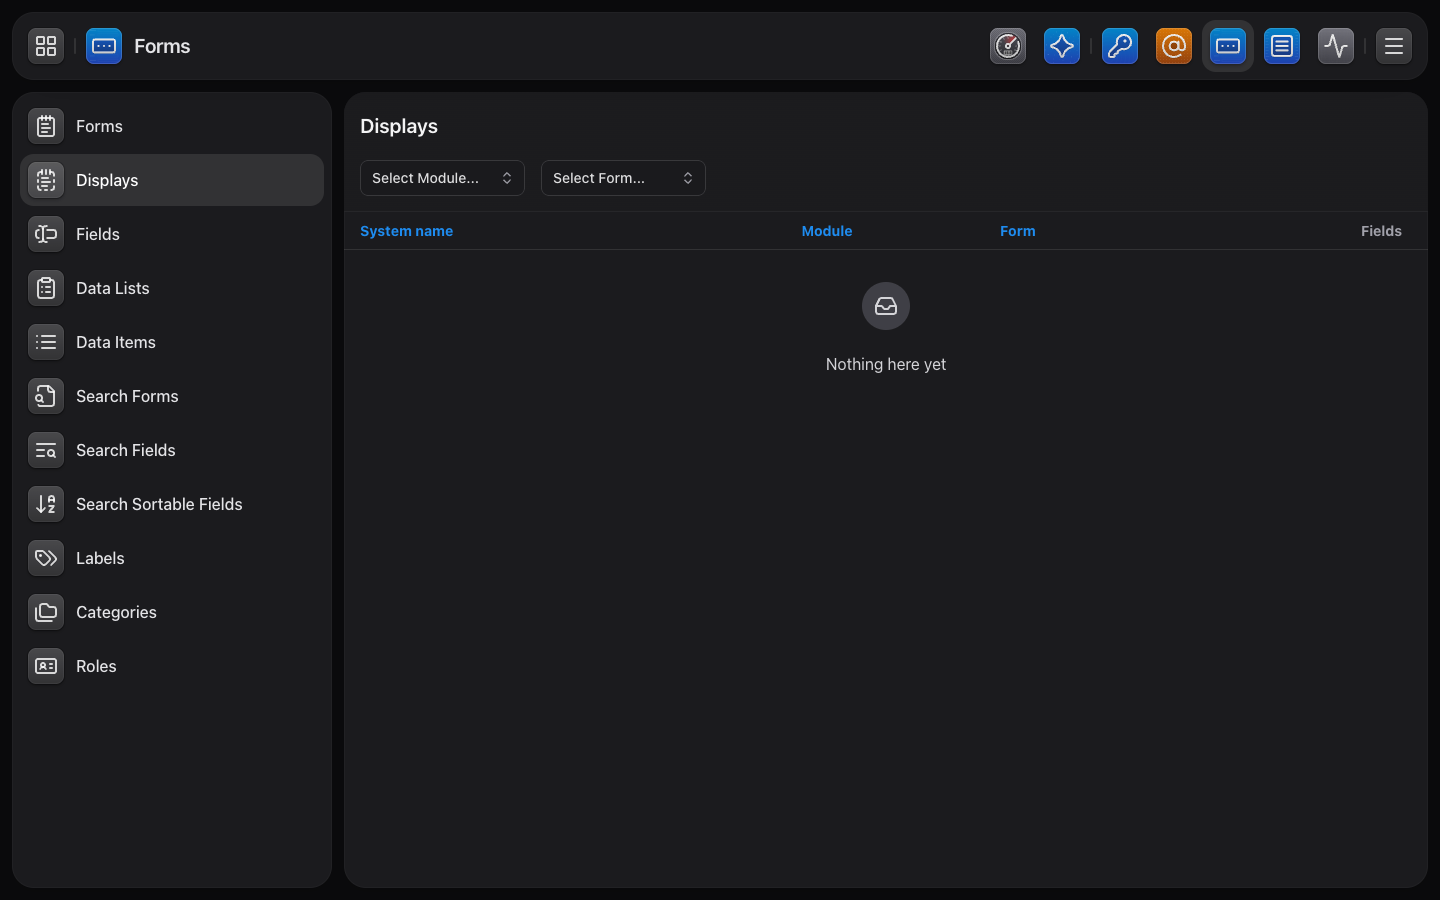 Forms
Forms
Displays
Fields
Data Lists
Data Items
Search Forms
Search Fields
Search Sortable Fields
Labels
Categories
Roles
Displays
Select Module...
Select Form...
System name
Module
Form
Fields
Nothing here yet